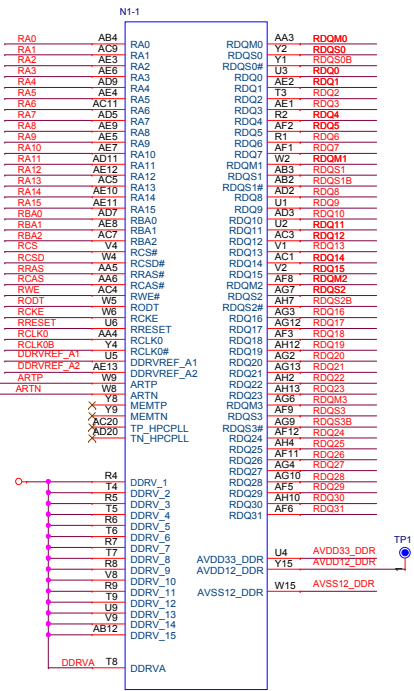 N1-1
RA0 AB4 RA0
RA1 AC9 RA1
RA2 AE3 RA2
RA3 AE6 RA3
RA4 AD9 RA4
RA5 AE4 RA5
RA6 AC11 RA6
RA7 AD5 RA7
RA8 AE9 RA8
RA9 AE5 RA9
RA10 AE7 RA10
RA11 AD11 RA11
RA12 AE12 RA12
RA13 AC5 RA13
RA14 AE10 RA14
RA15 AE11 RA15
RBA0 AD7 RBA0
RBA1 AE8 RBA1
RBA2 AC7 RBA2
RCS V4 RCS#
RCSD W4 RCSD#
RRAS AA5 RRAS#
RCAS AA6 RCAS#
RWE AC4 RWE#
RODT W5 RODT
RCKE W6 RCKE
RRESET U6 RRESET
RCLK0 AA4 RCLK0
RCLK0B Y4 RCLK0#
DDRVREF_A1 U5 DDRVREF_A1
DDRVREF_A2 AE13 DDRVREF_A2
ARTP W9 ARTP
ARTN W8 ARTN
Y8 MEMTP
Y9 MEMTN
AC20 TP_HPCPLL
AD20 TN_HPCPLL
R4 DDRV_1
T4 DDRV_2
R5 DDRV_3
T5 DDRV_4
R6 DDRV_5
T6 DDRV_6
R7 DDRV_7
T7 DDRV_8
R8 DDRV_9
V8 DDRV_10
R9 DDRV_11
T9 DDRV_12
U9 DDRV_13
V9 DDRV_14
AB12 DDRV_15
DDRVA T8 DDRVA
RDQM0 AA3 RDQM0
RDQS0 Y2 RDQS0
RDQS0# Y1 RDQS0B
RDQ0 U3 RDQ0
RDQ1 AE2 RDQ1
RDQ2 T3 RDQ2
RDQ3 AE1 RDQ3
RDQ4 R2 RDQ4
RDQ5 AF2 RDQ5
RDQ6 R1 RDQ6
RDQ7 AF1 RDQ7
RDQM1 W2 RDQM1
RDQS1 AB3 RDQS1
RDQS1# AB2 RDQS1B
RDQ8 AD2 RDQ8
RDQ9 U1 RDQ9
RDQ10 AD3 RDQ10
RDQ11 U2 RDQ11
RDQ12 AC3 RDQ12
RDQ13 V1 RDQ13
RDQ14 AC1 RDQ14
RDQ15 V2 RDQ15
RDQM2 AF8 RDQM2
RDQS2 AG7 RDQS2
RDQS2# AH7 RDQS2B
RDQ16 AG3 RDQ16
RDQ17 AG12 RDQ17
RDQ18 AF3 RDQ18
RDQ19 AH12 RDQ19
RDQ20 AG2 RDQ20
RDQ21 AG13 RDQ21
RDQ22 AH2 RDQ22
RDQ23 AH13 RDQ23
RDQM3 AG6 RDQM3
RDQS3 AF9 RDQS3
RDQS3# AG9 RDQS3B
RDQ24 AF12 RDQ24
RDQ25 AH4 RDQ25
RDQ26 AF11 RDQ26
RDQ27 AG4 RDQ27
RDQ28 AG10 RDQ28
RDQ29 AF5 RDQ29
RDQ30 AH10 RDQ30
RDQ31 AF6 RDQ31
TP1
AVDD33_DDR U4 AVDD33_DDR
AVDD12_DDR Y15 AVDD12_DDR 1
AVSS12_DDR W15 AVSS12_DDR